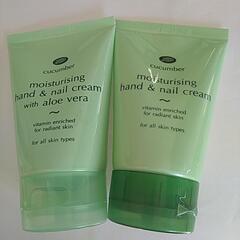 Boots
cucumber
moisturising
hand & nail cream
with aloe vera
vitamin enriched
for radiant skin
for all skin types
Boots
cucumber
moisturising
hand & nail cream
vitamin enriched
for radiant skin
for all skin types